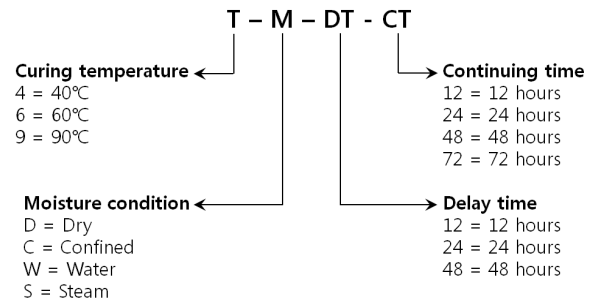 T – M – DT - CT
Curing temperature
4 = 40℃
6 = 60℃
9 = 90℃
Continuing time
12 = 12 hours
24 = 24 hours
48 = 48 hours
72 = 72 hours
Moisture condition
D = Dry
C = Confined
W = Water
S = Steam
Delay time
12 = 12 hours
24 = 24 hours
48 = 48 hours